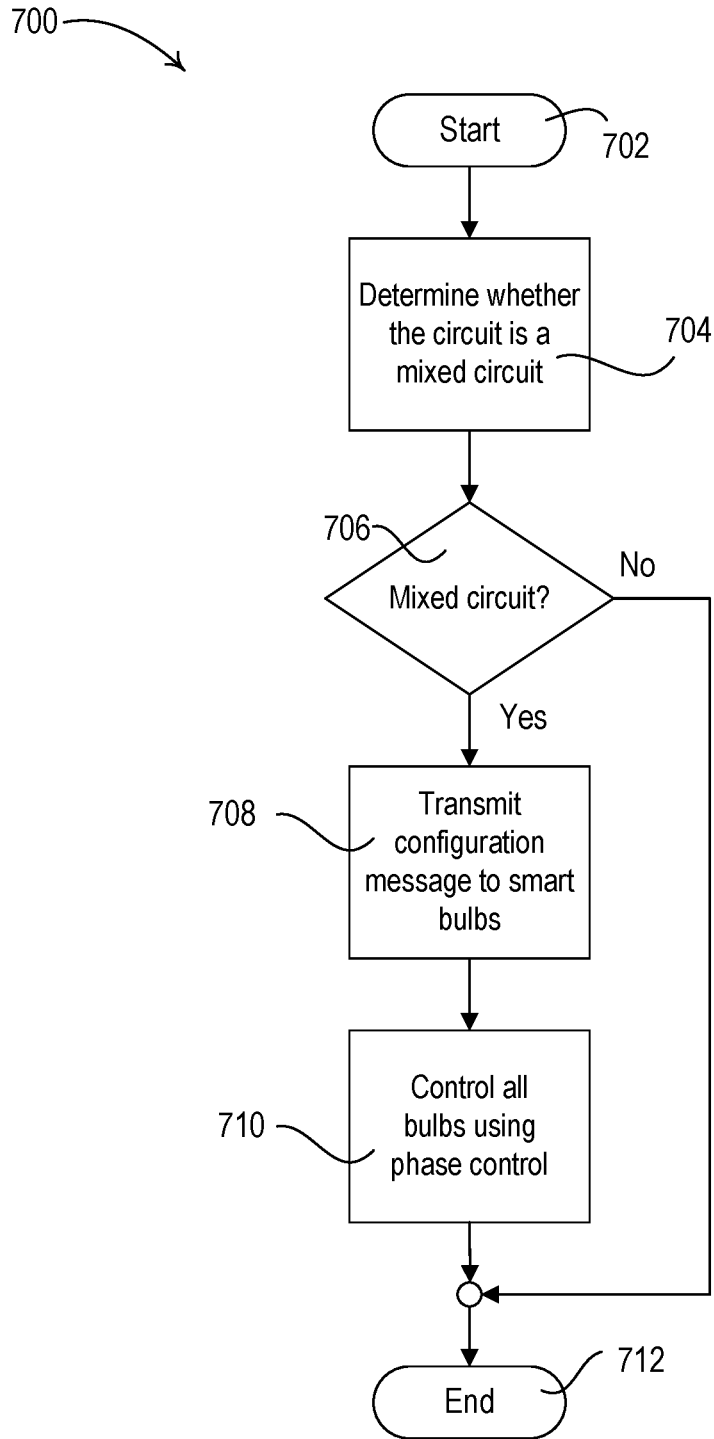 700
Start
702
Determine whether
the circuit is a
mixed circuit
704
706
Mixed circuit?
No
Yes
708
Transmit
configuration
message to smart
bulbs
710
Control all
bulbs using
phase control
712
End